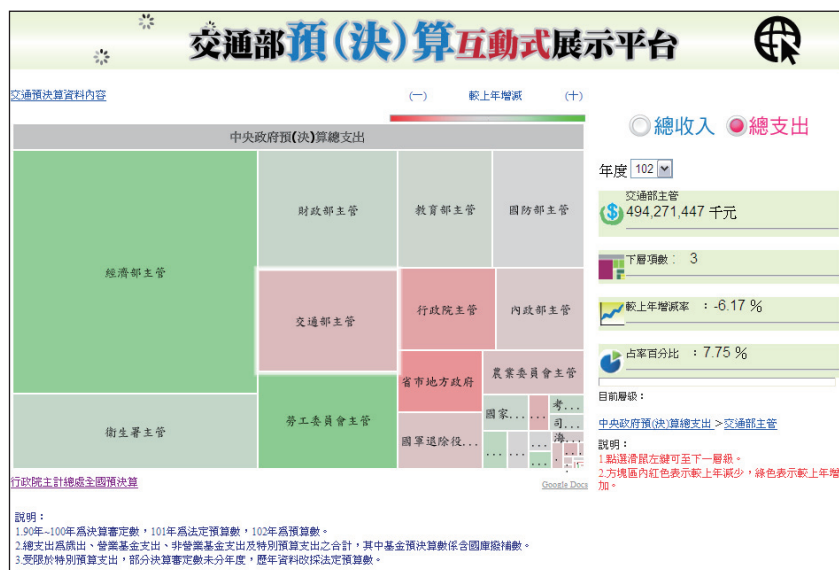 交通部預(決)算互動式展示平台
交通預決算資料內容
(一) 較上年增減 (十)
總收入 總支出
中央政府預(決)算總支出
年度 102
經濟部主管
財政部主管
教育部主管
國防部主管
交通部主管
行政院主管
內政部主管
省市地方政府
農業委員會主管
衛生署主管
勞工委員會主管
國軍退除役...
國家...
考...
司...
海...
交通部主管
494,271,447 千元
下層項數： 3
較上年增減率 ：-6.17 %
占率百分比 ：7.75 %
目前層級：
中央政府預(決)算總支出 >交通部主管
說明：
1.點選滑鼠左鍵可至下一層級。
2.方塊區內紅色表示較上年減少，綠色表示較上年增
加。
行政院主計總處全國預決算
Google Docs
說明：
1.90年~100年為決算審定數，101年為法定預算數，102年為預算數。
2.總支出為歲出、營業基金支出、非營業基金支出及特別預算支出之合計，其中基金預決算數係含國庫撥補數。
3.受限於特別預算支出，部分決算審定數未分年度，歷年資料改採法定預算數。